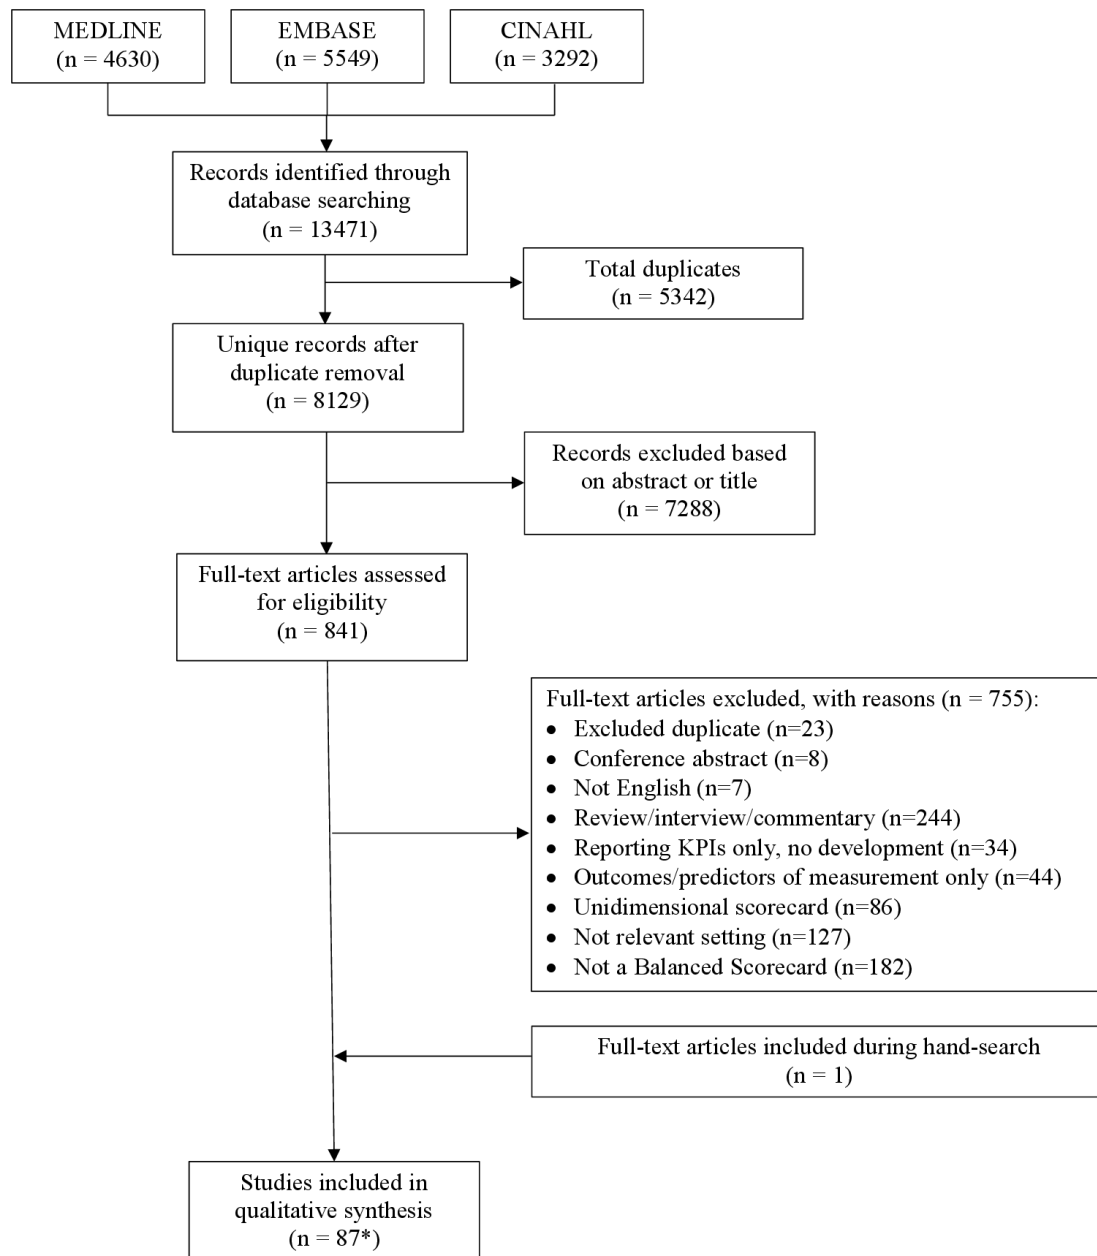 MEDLINE
(n = 4630)
EMBASE
(n = 5549)
CINAHL
(n = 3292)
Records identified through
database searching
(n = 13471)
Total duplicates
(n = 5342)
Unique records after
duplicate removal
(n = 8129)
Records excluded based
on abstract or title
(n = 7288)
Full-text articles assessed
for eligibility
(n = 841)
Full-text articles excluded, with reasons (n = 755):
• Excluded duplicate (n=23)
• Conference abstract (n=8)
• Not English (n=7)
• Review/interview/commentary (n=244)
• Reporting KPIs only, no development (n=34)
• Outcomes/predictors of measurement only (n=44)
• Unidimensional scorecard (n=86)
• Not relevant setting (n=127)
• Not a Balanced Scorecard (n=182)
Full-text articles included during hand-search
(n = 1)
Studies included in
qualitative synthesis
(n = 87*)